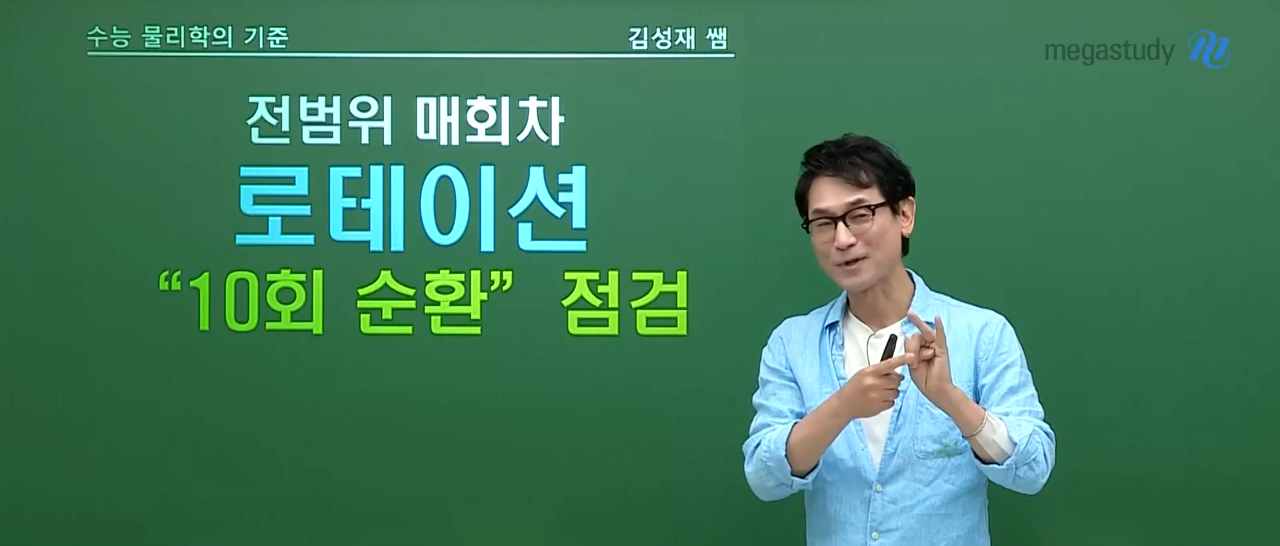 수능 물리학의 기준
김성재 쌤
megastudy
전범위 매회차
로테이션
“10회 순환” 점검